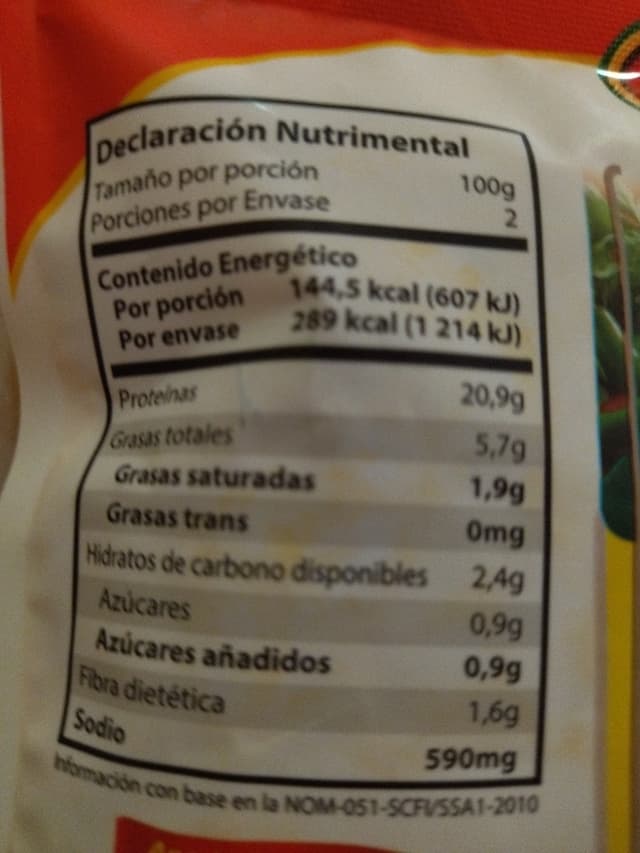 Declaración Nutrimental
Tamaño por porción 100g
Porciones por Envase 2
Contenido Energético
Por porción 144,5 kcal (607 kJ)
Por envase 289 kcal (1 214 kJ)
Proteínas 20,9g
Grasas totales 5,7g
Grasas saturadas 1,9g
Grasas trans 0mg
Hidratos de carbono disponibles 2,4g
Azúcares 0,9g
Azúcares añadidos 0,9g
Fibra dietética 1,6g
Sodio 590mg
Información con base en la NOM-051-SCFI/SSA1-2010